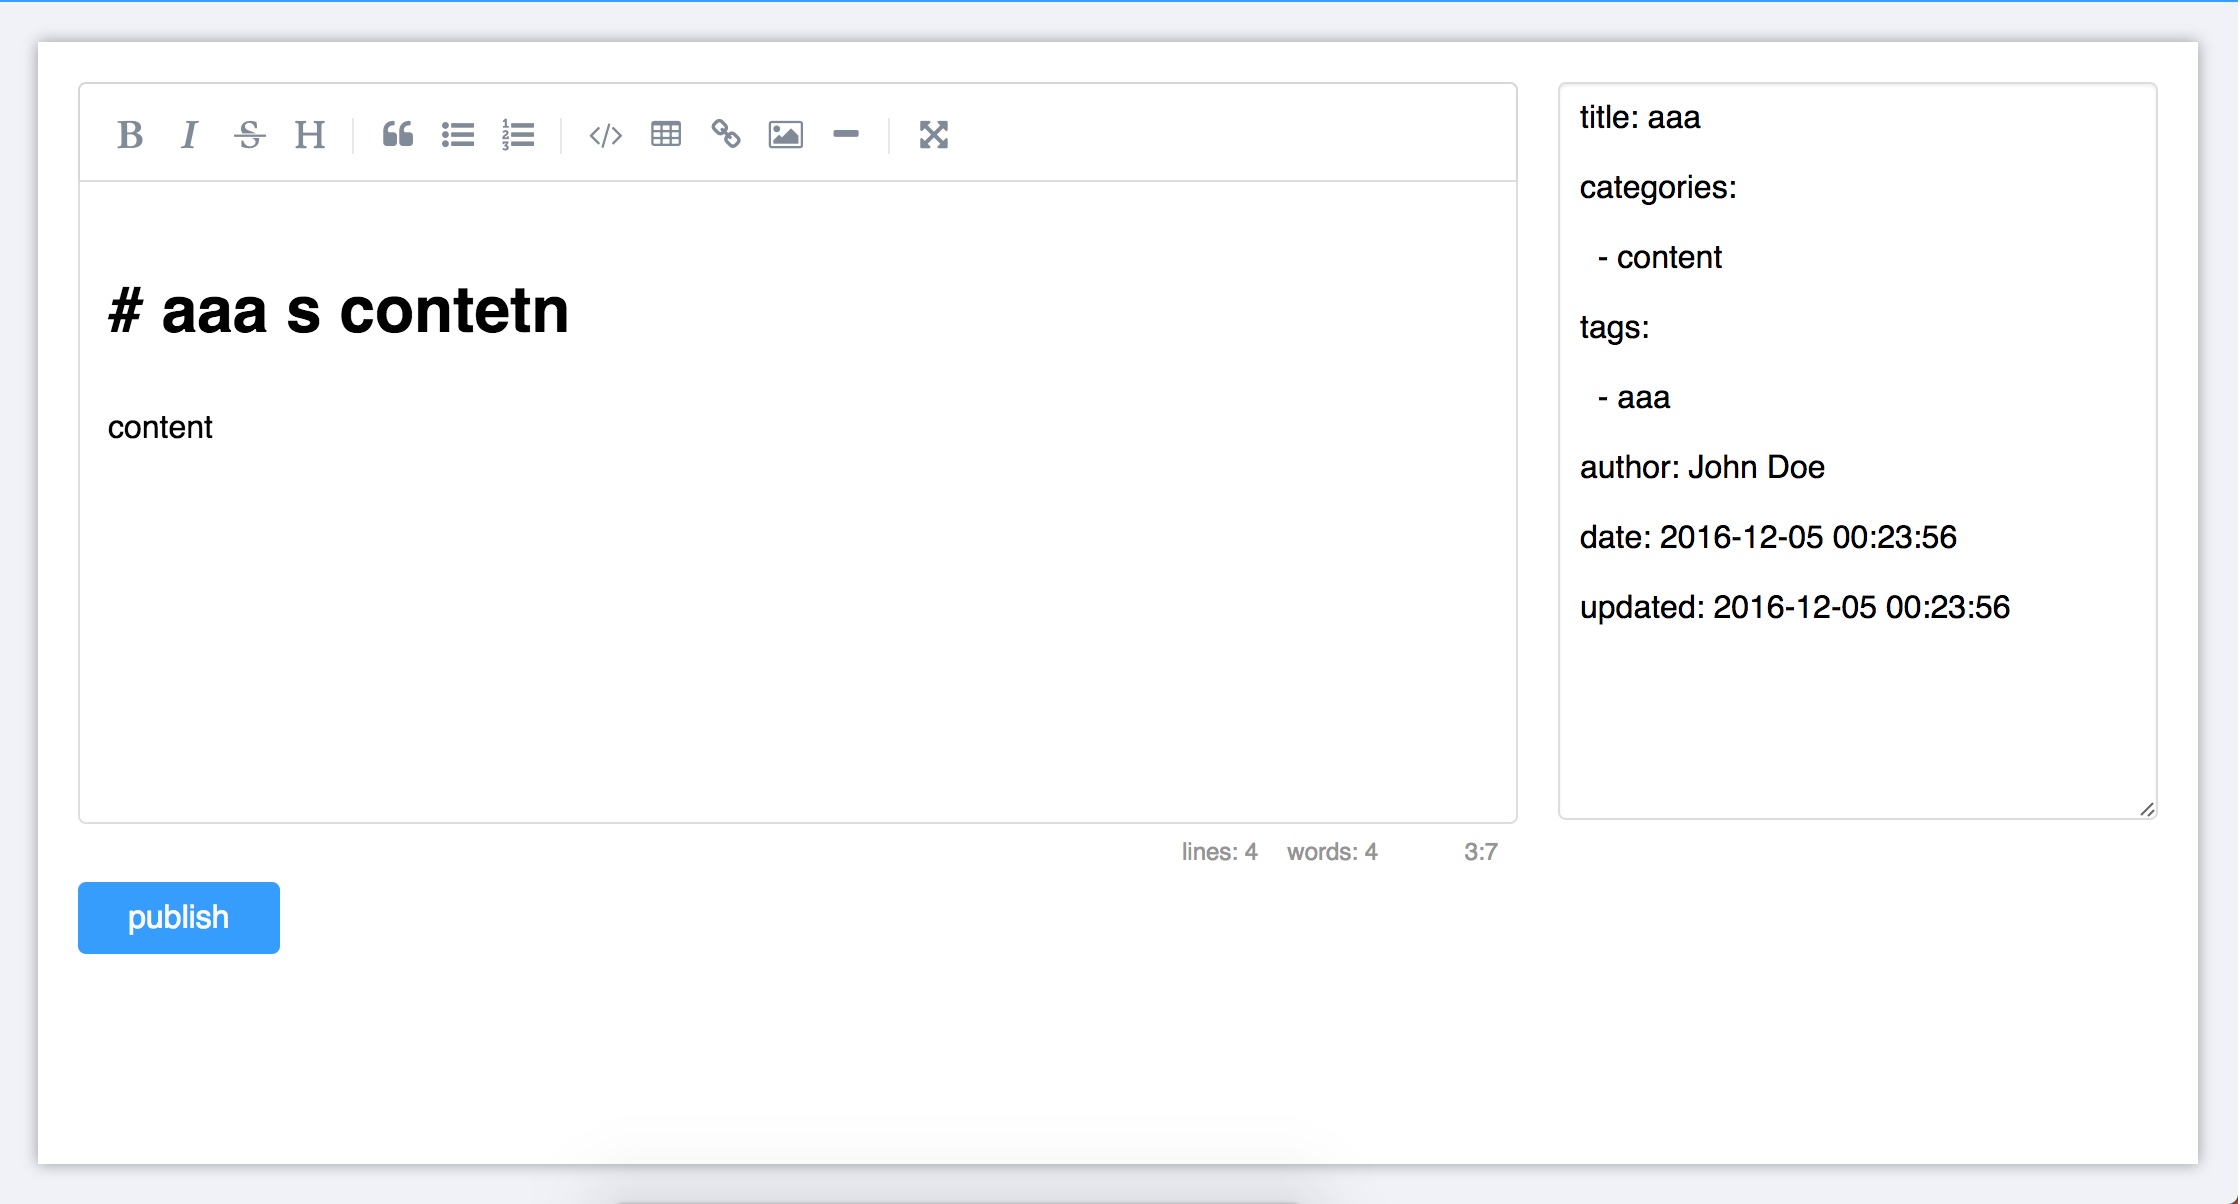 # aaa s contetn
content
lines: 4 words: 4 3:7
publish
title: aaa
categories:
- content
tags:
- aaa
author: John Doe
date: 2016-12-05 00:23:56
updated: 2016-12-05 00:23:56